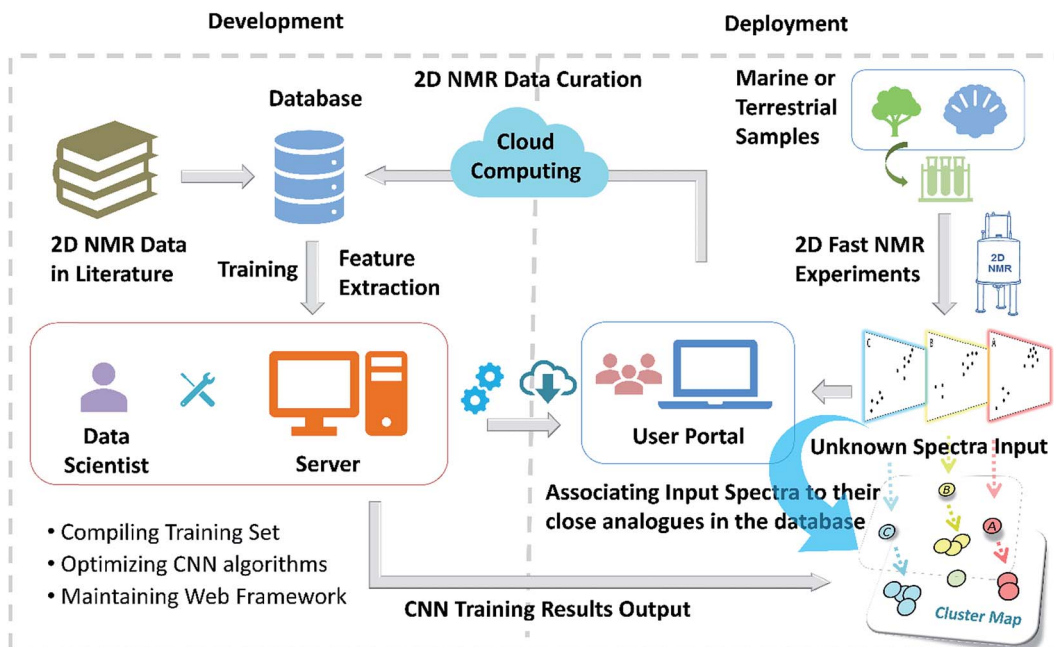 Development
Deployment
2D NMR Data Curation
Database
Cloud
Computing
Marine or
Terrestrial
Samples
2D NMR Data
in Literature
Training
Feature
Extraction
2D Fast NMR
Experiments
2D
NMR
C
B
A
Data
Scientist
Server
User Portal
Unknown Spectra Input
Associating Input Spectra to their
close analogues in the database
B
C
A
• Compiling Training Set
• Optimizing CNN algorithms
• Maintaining Web Framework
CNN Training Results Output
Cluster Map